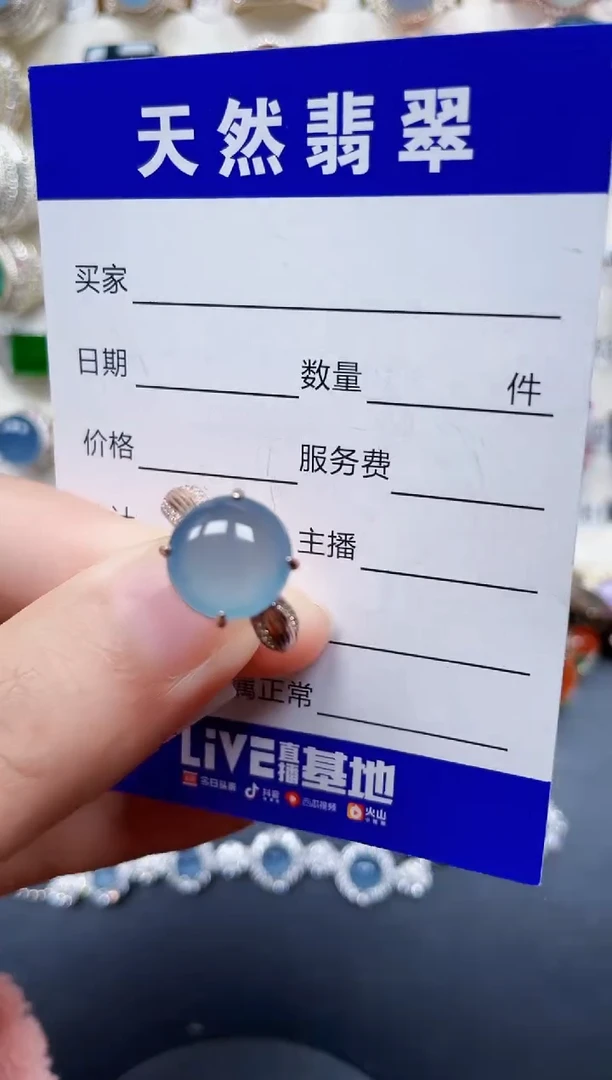 天然翡翠
买家
日期 数量 件
价格 服务费
主播
属正常
LIVE直播基地
今日头条 抖音 西瓜视频 火山